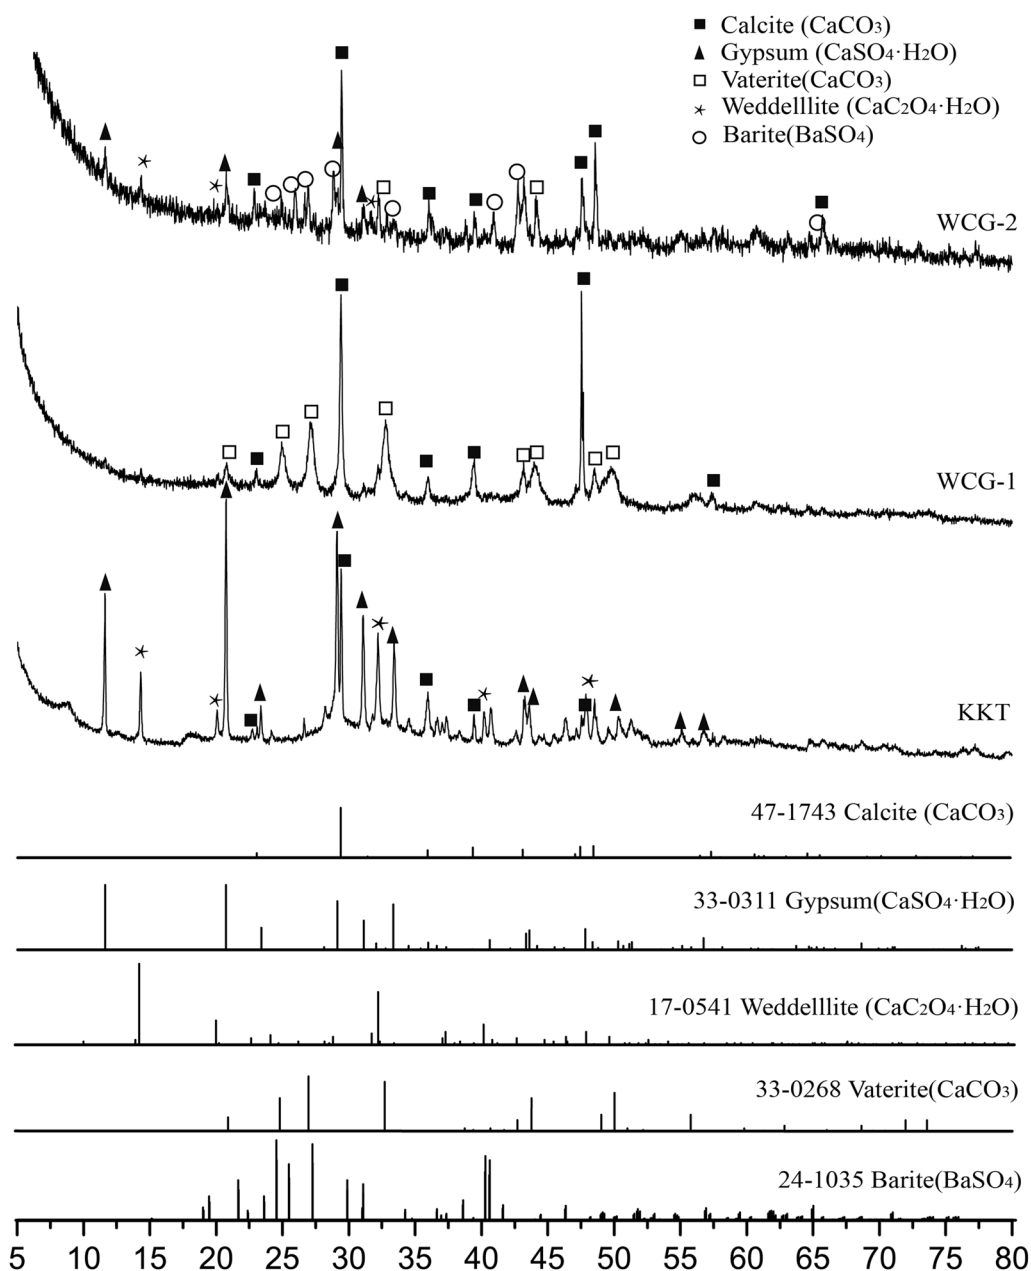 Calcite (CaCO3)
Gypsum (CaSO4·H2O)
Vaterite(CaCO3)
Weddelllite (CaC2O4·H2O)
Barite(BaSO4)
WCG-2
WCG-1
KKT
47-1743 Calcite (CaCO3)
33-0311 Gypsum(CaSO4·H2O)
17-0541 Weddelllite (CaC2O4·H2O)
33-0268 Vaterite(CaCO3)
24-1035 Barite(BaSO4)
5 10 15 20 25 30 35 40 45 50 55 60 65 70 75 80